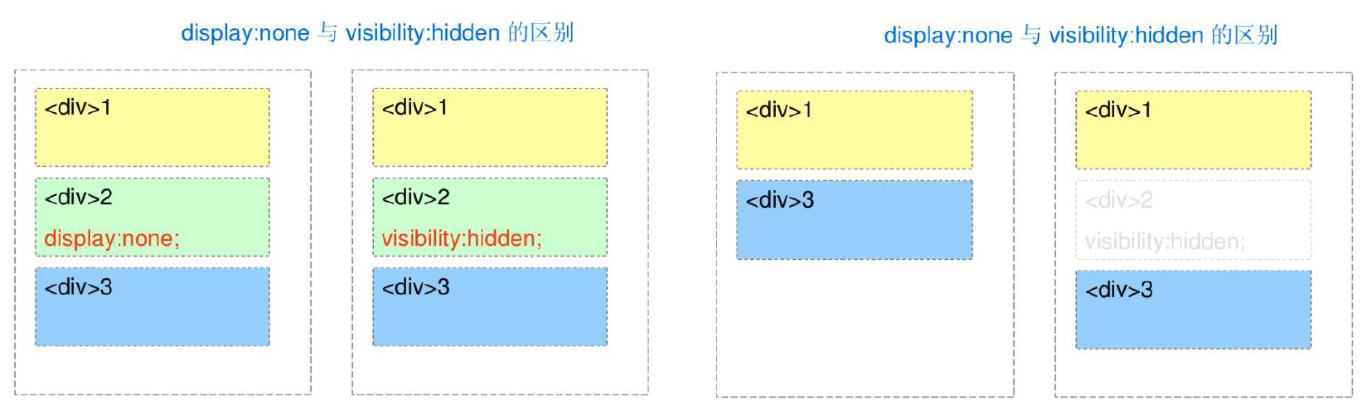 display:none 与 visibility:hidden 的区别
<div>1
<div>2
display:none;
<div>3
<div>1
<div>2
visibility:hidden;
<div>3
display:none 与 visibility:hidden 的区别
<div>1
<div>3
<div>1
<div>2
visibility:hidden;
<div>3